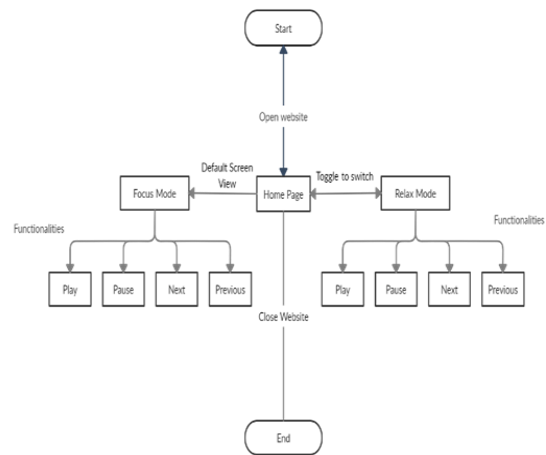 Start
Open website
Default Screen
View
Toggle to switch
Focus Mode
Home Page
Relax Mode
Functionalities
Functionalities
Play
Pause
Next
Previous
Play
Pause
Next
Previous
Close Website
End